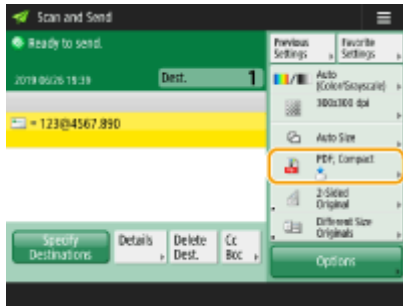 Scan and Send
Ready to send.
2019 06/26 15:39
Dest. 1
= 123@4567.890
Specify Destinations
Details
Delete Dest.
Cc Bcc
Previous Settings
Favorite Settings
Auto (Color/Grayscale)
300x300 dpi
Auto Size
PDF, Compact
2-Sided Original
Different Size Originals
Options